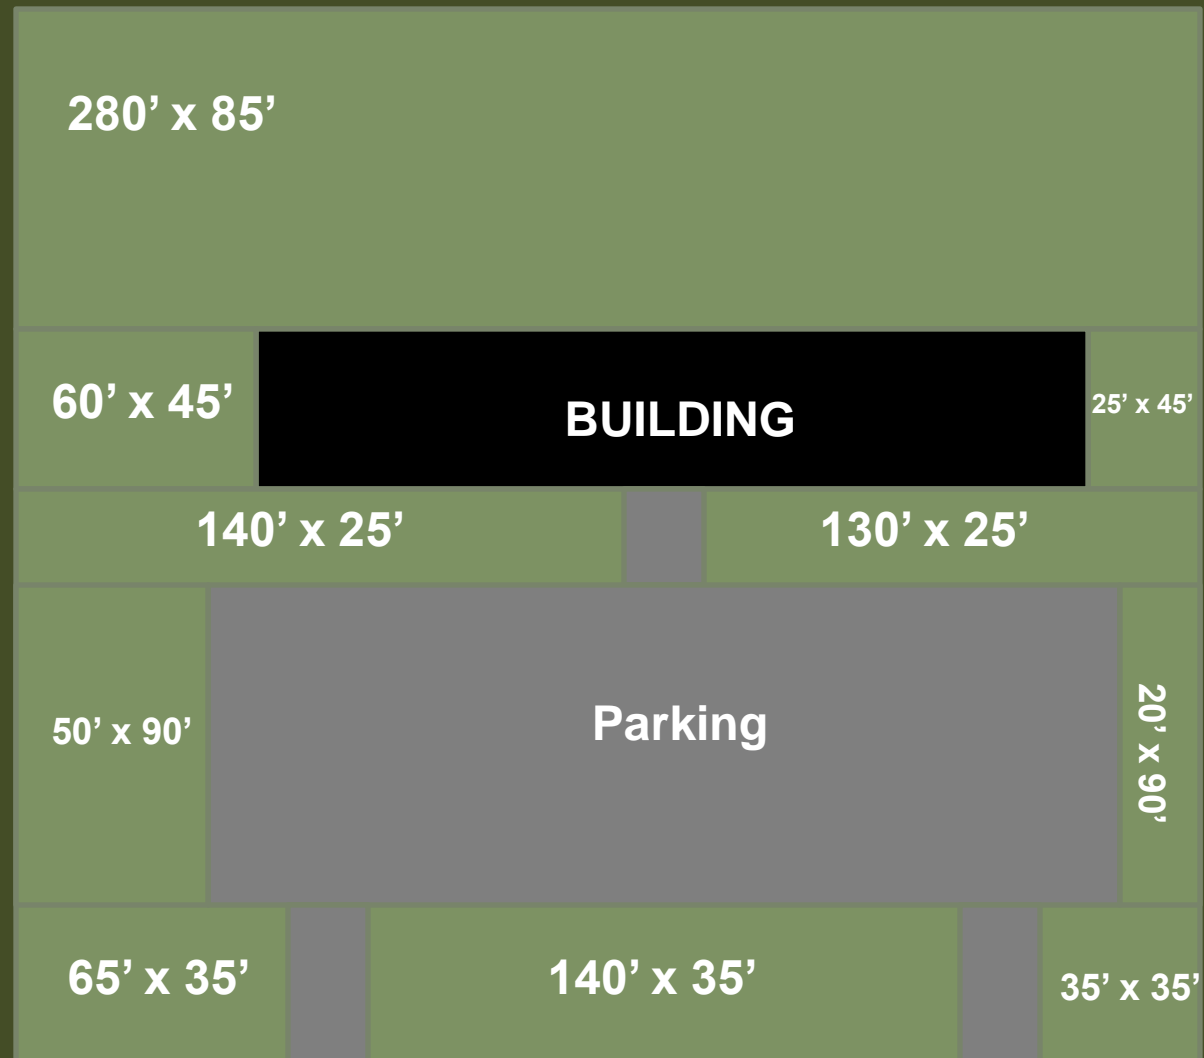 280’ x 85’
60’ x 45’
BUILDING
25’ x 45’
140’ x 25’
130’ x 25’
50’ x 90’
Parking
20’ x 90’
65’ x 35’
140’ x 35’
35’ x 35’